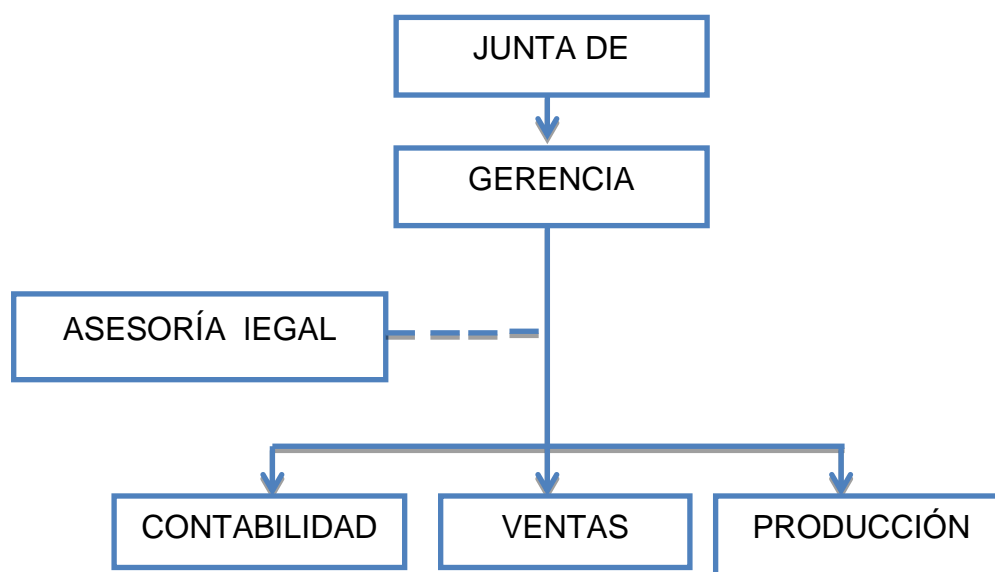 JUNTA DE
GERENCIA
ASESORÍA IEGAL
CONTABILIDAD
VENTAS
PRODUCCIÓN